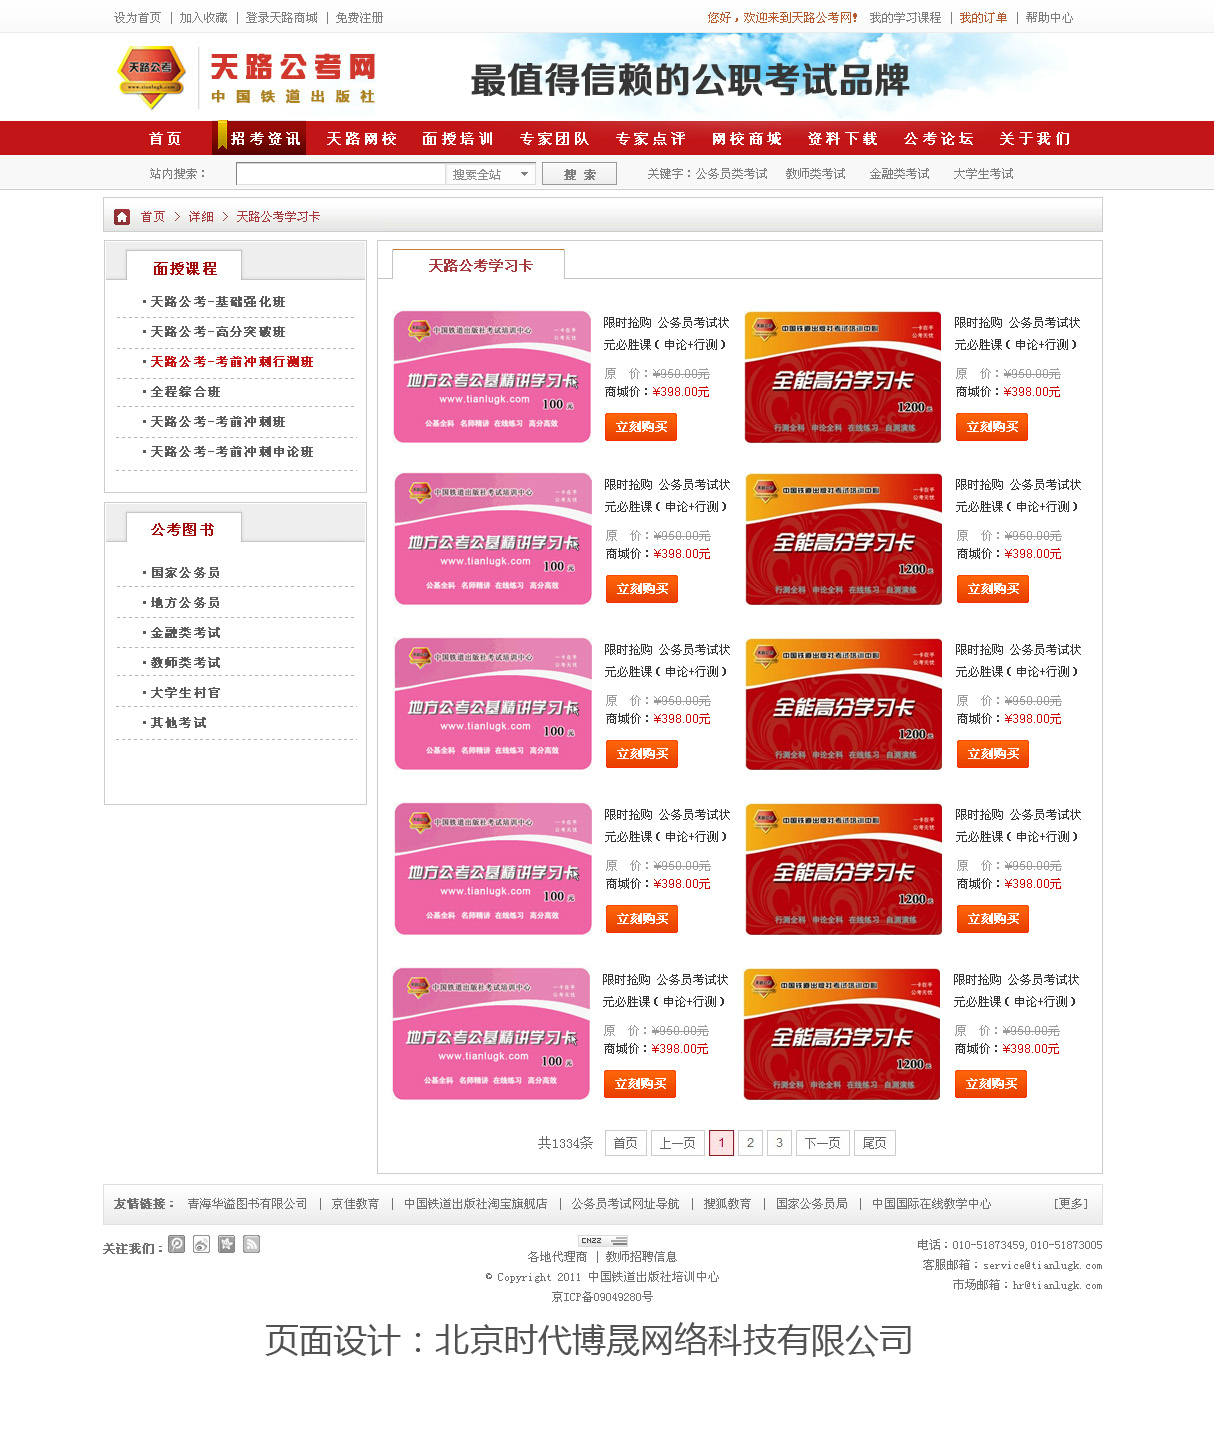 设为首页 | 加入收藏 | 登录天路商城 | 免费注册
您好，欢迎来到天路公考网! 我的学习课程 | 我的订单 | 帮助中心
天路公考
www.tianlugk.com
天路公考网
中国铁道出版社
最值得信赖的公职考试品牌
首页 招考资讯 天路网校 面授培训 专家团队 专家点评 网校商城 资料下载 公考论坛 关于我们
站内搜索： 搜索全站 搜 索 关键字：公务员类考试 教师类考试 金融类考试 大学生考试
首页 > 详细 > 天路公考学习卡
面授课程
·天路公考-基础强化班
·天路公考-高分突破班
·天路公考-考前冲刺行测班
·全程综合班
·天路公考-考前冲刺班
·天路公考-考前冲刺申论班
公考图书
·国家公务员
·地方公务员
·金融类考试
·教师类考试
·大学生村官
·其他考试
天路公考学习卡
中国铁道出版社考试培训中心
一卡在手
公考无忧
地方公考公基精讲学习卡
www.tianlugk.com
100元
公基全科 名师精讲 在线练习 高分高效
限时抢购 公务员考试状
元必胜课（申论+行测）
原 价：¥950.00元
商城价：¥398.00元
立刻购买
中国铁道出版社考试培训中心
一卡在手
公考无忧
全能高分学习卡
1200元
行测全科 申论全科 在线练习 自测演练
限时抢购 公务员考试状
元必胜课（申论+行测）
原 价：¥950.00元
商城价：¥398.00元
立刻购买
中国铁道出版社考试培训中心
一卡在手
公考无忧
地方公考公基精讲学习卡
www.tianlugk.com
100元
公基全科 名师精讲 在线练习 高分高效
限时抢购 公务员考试状
元必胜课（申论+行测）
原 价：¥950.00元
商城价：¥398.00元
立刻购买
中国铁道出版社考试培训中心
一卡在手
公考无忧
全能高分学习卡
1200元
行测全科 申论全科 在线练习 自测演练
限时抢购 公务员考试状
元必胜课（申论+行测）
原 价：¥950.00元
商城价：¥398.00元
立刻购买
中国铁道出版社考试培训中心
一卡在手
公考无忧
地方公考公基精讲学习卡
www.tianlugk.com
100元
公基全科 名师精讲 在线练习 高分高效
限时抢购 公务员考试状
元必胜课（申论+行测）
原 价：¥950.00元
商城价：¥398.00元
立刻购买
中国铁道出版社考试培训中心
一卡在手
公考无忧
全能高分学习卡
1200元
行测全科 申论全科 在线练习 自测演练
限时抢购 公务员考试状
元必胜课（申论+行测）
原 价：¥950.00元
商城价：¥398.00元
立刻购买
中国铁道出版社考试培训中心
一卡在手
公考无忧
地方公考公基精讲学习卡
www.tianlugk.com
100元
公基全科 名师精讲 在线练习 高分高效
限时抢购 公务员考试状
元必胜课（申论+行测）
原 价：¥950.00元
商城价：¥398.00元
立刻购买
中国铁道出版社考试培训中心
一卡在手
公考无忧
全能高分学习卡
1200元
行测全科 申论全科 在线练习 自测演练
限时抢购 公务员考试状
元必胜课（申论+行测）
原 价：¥950.00元
商城价：¥398.00元
立刻购买
中国铁道出版社考试培训中心
一卡在手
公考无忧
地方公考公基精讲学习卡
www.tianlugk.com
100元
公基全科 名师精讲 在线练习 高分高效
限时抢购 公务员考试状
元必胜课（申论+行测）
原 价：¥950.00元
商城价：¥398.00元
立刻购买
中国铁道出版社考试培训中心
一卡在手
公考无忧
全能高分学习卡
1200元
行测全科 申论全科 在线练习 自测演练
限时抢购 公务员考试状
元必胜课（申论+行测）
原 价：¥950.00元
商城价：¥398.00元
立刻购买
共1334条 首页 上一页 1 2 3 下一页 尾页
友情链接： 青海华溢图书有限公司 | 京佳教育 | 中国铁道出版社淘宝旗舰店 | 公务员考试网址导航 | 搜狐教育 | 国家公务员局 | 中国国际在线教学中心 [更多]
关注我们：
CNZZ
各地代理商 | 教师招聘信息
© Copyright 2011 中国铁道出版社培训中心
京ICP备09049280号
电话：010-51873459,010-51873005
客服邮箱：service@tianlugk.com
市场邮箱：hr@tianlugk.com
页面设计：北京时代博晟网络科技有限公司